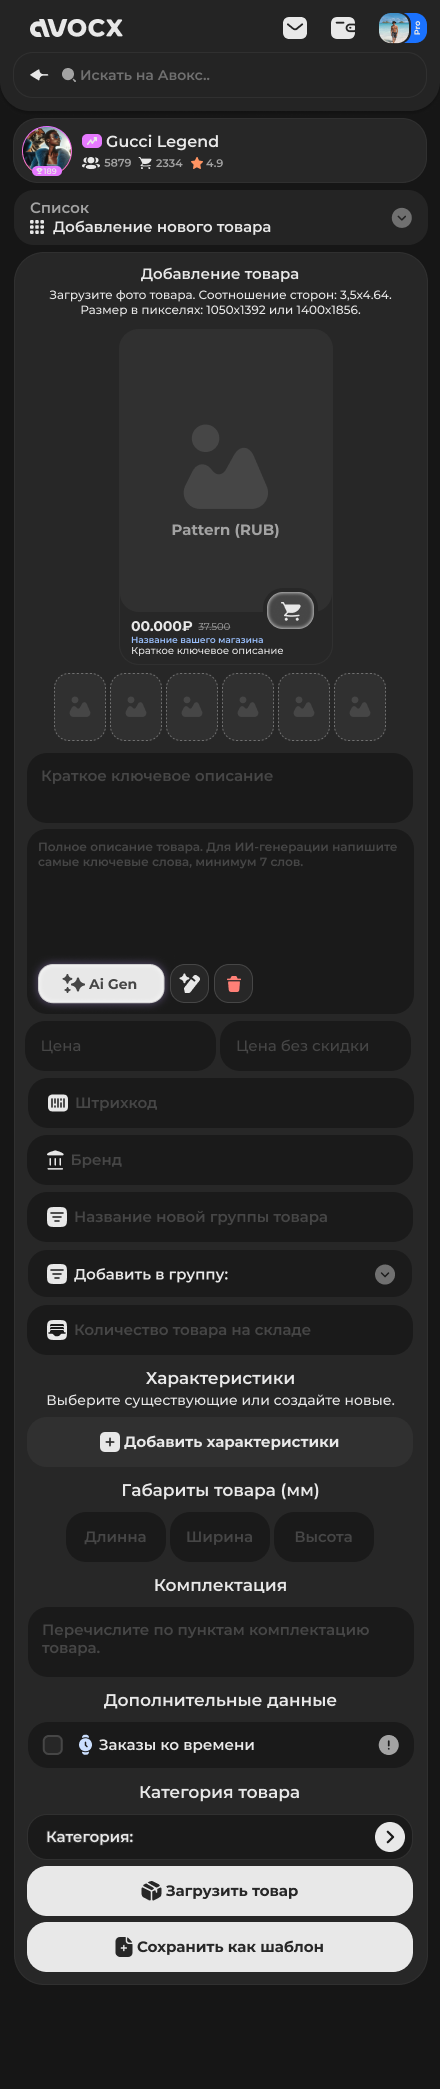 avocx
Pro
Искать на Авокс..
Gucci Legend
5879 2334 4.9
189
Список
Добавление нового товара
Добавление товара
Загрузите фото товара. Соотношение сторон: 3,5x4.64.
Размер в пикселях: 1050x1392 или 1400x1856.
Pattern (RUB)
00.000₽ 37.500
Название вашего магазина
Краткое ключевое описание
Краткое ключевое описание
Полное описание товара. Для ИИ-генерации напишите
самые ключевые слова, минимум 7 слов.
Ai Gen
Цена
Цена без скидки
Штрихкод
Бренд
Название новой группы товара
Добавить в группу:
Количество товара на складе
Характеристики
Выберите существующие или создайте новые.
Добавить характеристики
Габариты товара (мм)
Длинна
Ширина
Высота
Комплектация
Перечислите по пунктам комплектацию
товара.
Дополнительные данные
Заказы ко времени
Категория товара
Категория:
Загрузить товар
Сохранить как шаблон